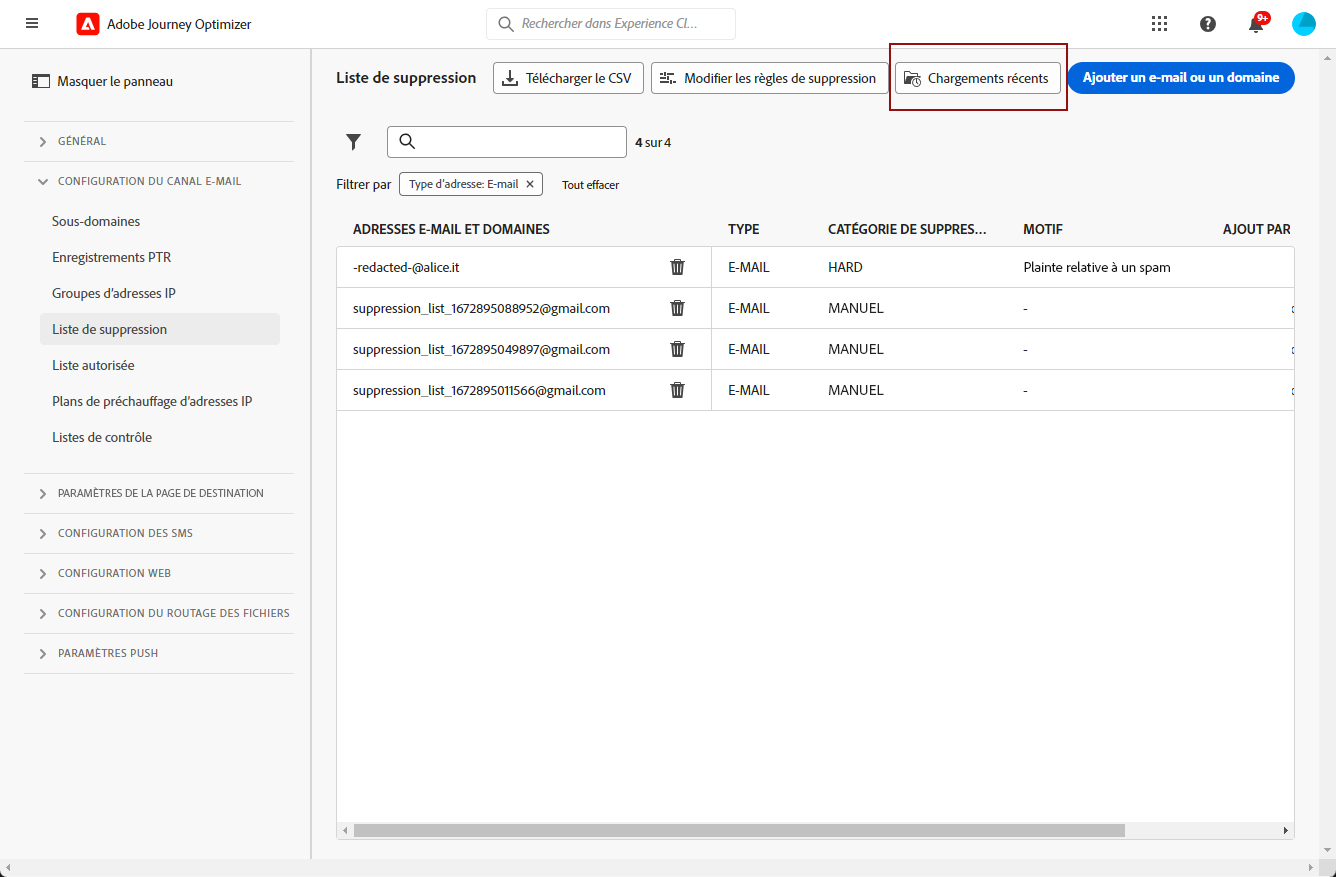 Adobe Journey Optimizer
Rechercher dans Experience Cl...
9+
Masquer le panneau
GÉNÉRAL
CONFIGURATION DU CANAL E-MAIL
Sous-domaines
Enregistrements PTR
Groupes d'adresses IP
Liste de suppression
Liste autorisée
Plans de préchauffage d'adresses IP
Listes de contrôle
PARAMÈTRES DE LA PAGE DE DESTINATION
CONFIGURATION DES SMS
CONFIGURATION WEB
CONFIGURATION DU ROUTAGE DES FICHIERS
PARAMÈTRES PUSH
Liste de suppression Télécharger le CSV Modifier les règles de suppression Chargements récents Ajouter un e-mail ou un domaine
4 sur 4
Filtrer par Type d'adresse: E-mail Tout effacer
ADRESSES E-MAIL ET DOMAINES TYPE CATÉGORIE DE SUPPRES... MOTIF AJOUT PAR
-redacted-@alice.it E-MAIL HARD Plainte relative à un spam
suppression_list_1672895088952@gmail.com E-MAIL MANUEL -
suppression_list_1672895049897@gmail.com E-MAIL MANUEL -
suppression_list_1672895011566@gmail.com E-MAIL MANUEL -